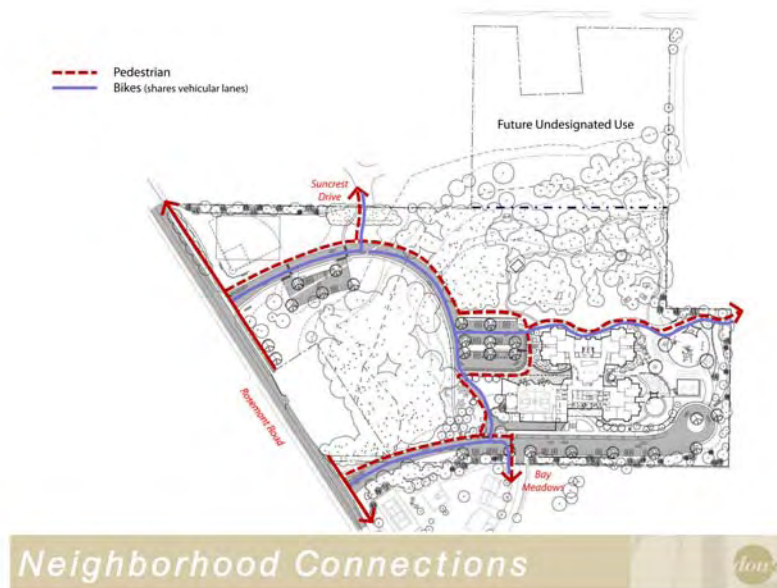 Pedestrian
Bikes (shares vehicular lanes)
Future Undesignated Use
Suncrest
Drive
Rosemont Road
Bay
Meadows
Neighborhood Connections